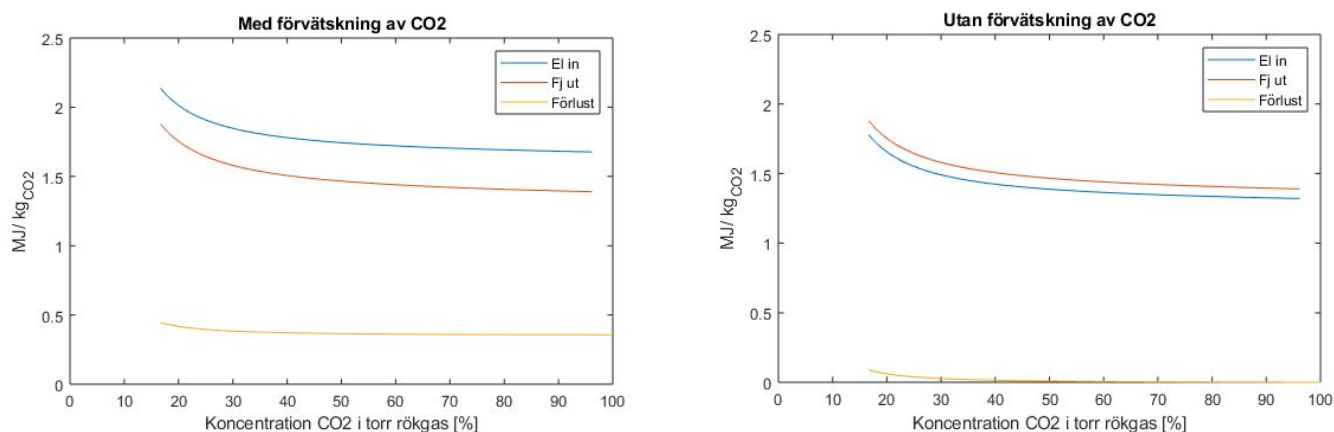 Med förvätskning av CO2
2.5
2
1.5
1
0.5
0
MJ/ kgCO2
El in
Fj ut
Förlust
0 10 20 30 40 50 60 70 80 90 100
Koncentration CO2 i torr rökgas [%]
Utan förvätskning av CO2
2.5
2
1.5
1
0.5
0
MJ/ kgCO2
El in
Fj ut
Förlust
0 10 20 30 40 50 60 70 80 90 100
Koncentration CO2 i torr rökgas [%]